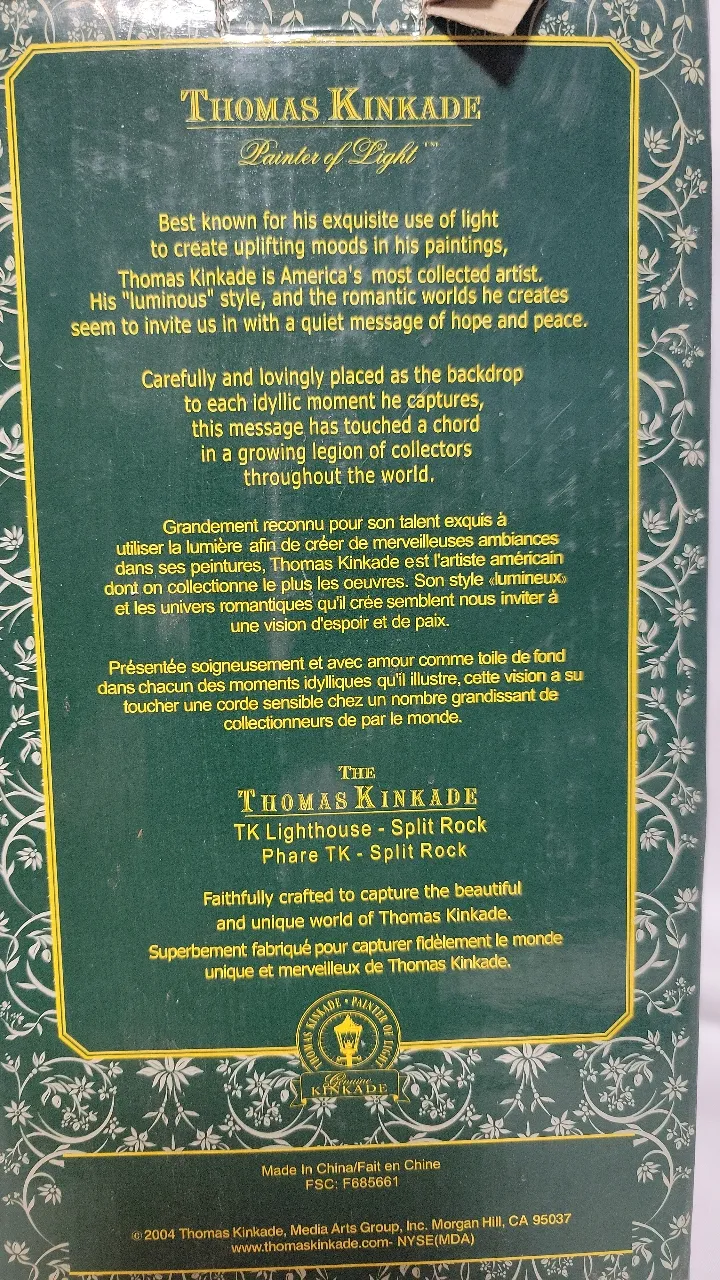 THOMAS KINKADE
Painter of Light™
Best known for his exquisite use of light
to create uplifting moods in his paintings,
Thomas Kinkade is America's most collected artist.
His "luminous" style, and the romantic worlds he creates
seem to invite us in with a quiet message of hope and peace.
Carefully and lovingly placed as the backdrop
to each idyllic moment he captures,
this message has touched a chord
in a growing legion of collectors
throughout the world.
Grandement reconnu pour son talent exquis à
utiliser la lumière afin de créer de merveilleuses ambiances
dans ses peintures, Thomas Kinkade est l'artiste américain
dont on collectionne le plus les oeuvres. Son style «lumineux»
et les univers romantiques qu'il crée semblent nous inviter à
une vision d'espoir et de paix.
Présentée soigneusement et avec amour comme toile de fond
dans chacun des moments idylliques qu'il illustre, cette vision a su
toucher une corde sensible chez un nombre grandissant de
collectionneurs de par le monde.
THE
THOMAS KINKADE
TK Lighthouse - Split Rock
Phare TK - Split Rock
Faithfully crafted to capture the beautiful
and unique world of Thomas Kinkade.
Superbement fabriqué pour capturer fidèlement le monde
unique et merveilleux de Thomas Kinkade.
THOMAS KINKADE • PAINTER OF LIGHT
Genuine
KINKADE
Made In China/Fait en Chine
FSC: F685661
©2004 Thomas Kinkade, Media Arts Group, Inc. Morgan Hill, CA 95037
www.thomaskinkade.com- NYSE(MDA)